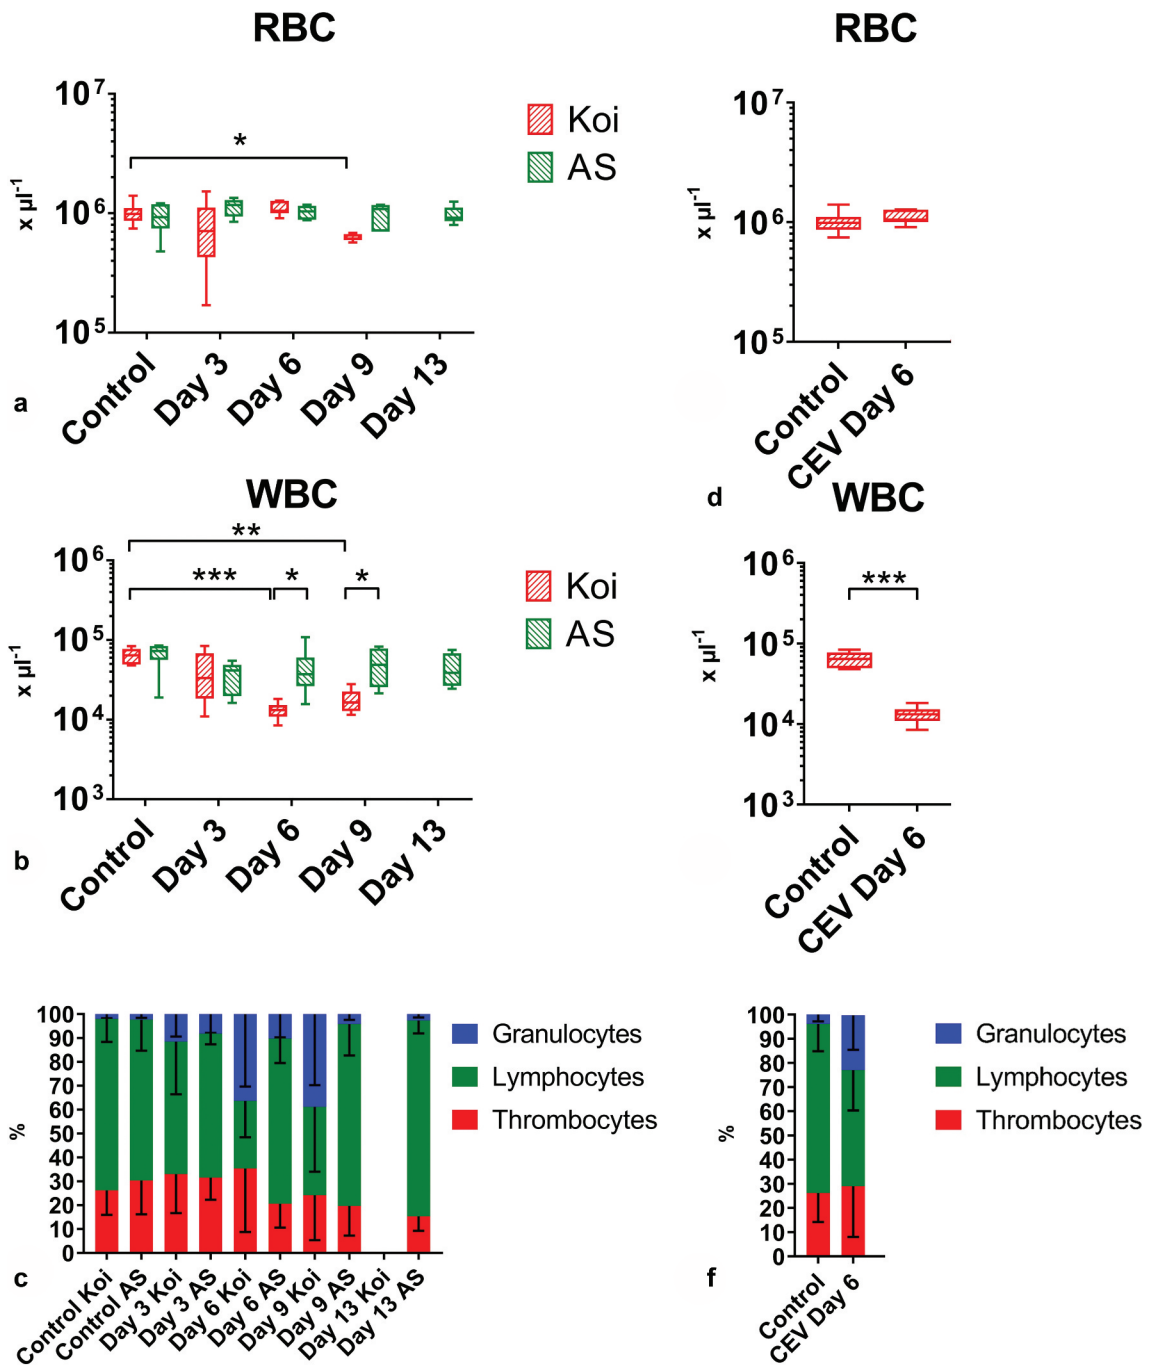 RBC
10⁷
10⁶
10⁵
x µl⁻¹
*
Koi
AS
Control
Day 3
Day 6
Day 9
Day 13
a
RBC
10⁷
10⁶
10⁵
x µl⁻¹
Control
CEV Day 6
d
WBC
10⁶
10⁵
10⁴
10³
x µl⁻¹
**
***
*
*
Koi
AS
Control
Day 3
Day 6
Day 9
Day 13
b
WBC
10⁶
10⁵
10⁴
10³
x µl⁻¹
***
Control
CEV Day 6
100
90
80
70
60
50
40
30
20
10
0
%
Granulocytes
Lymphocytes
Thrombocytes
Control Koi
Control AS
Day 3 Koi
Day 3 AS
Day 6 Koi
Day 6 AS
Day 9 Koi
Day 9 AS
Day 13 Koi
Day 13 AS
c
100
90
80
70
60
50
40
30
20
10
0
%
Granulocytes
Lymphocytes
Thrombocytes
Control
CEV Day 6
f